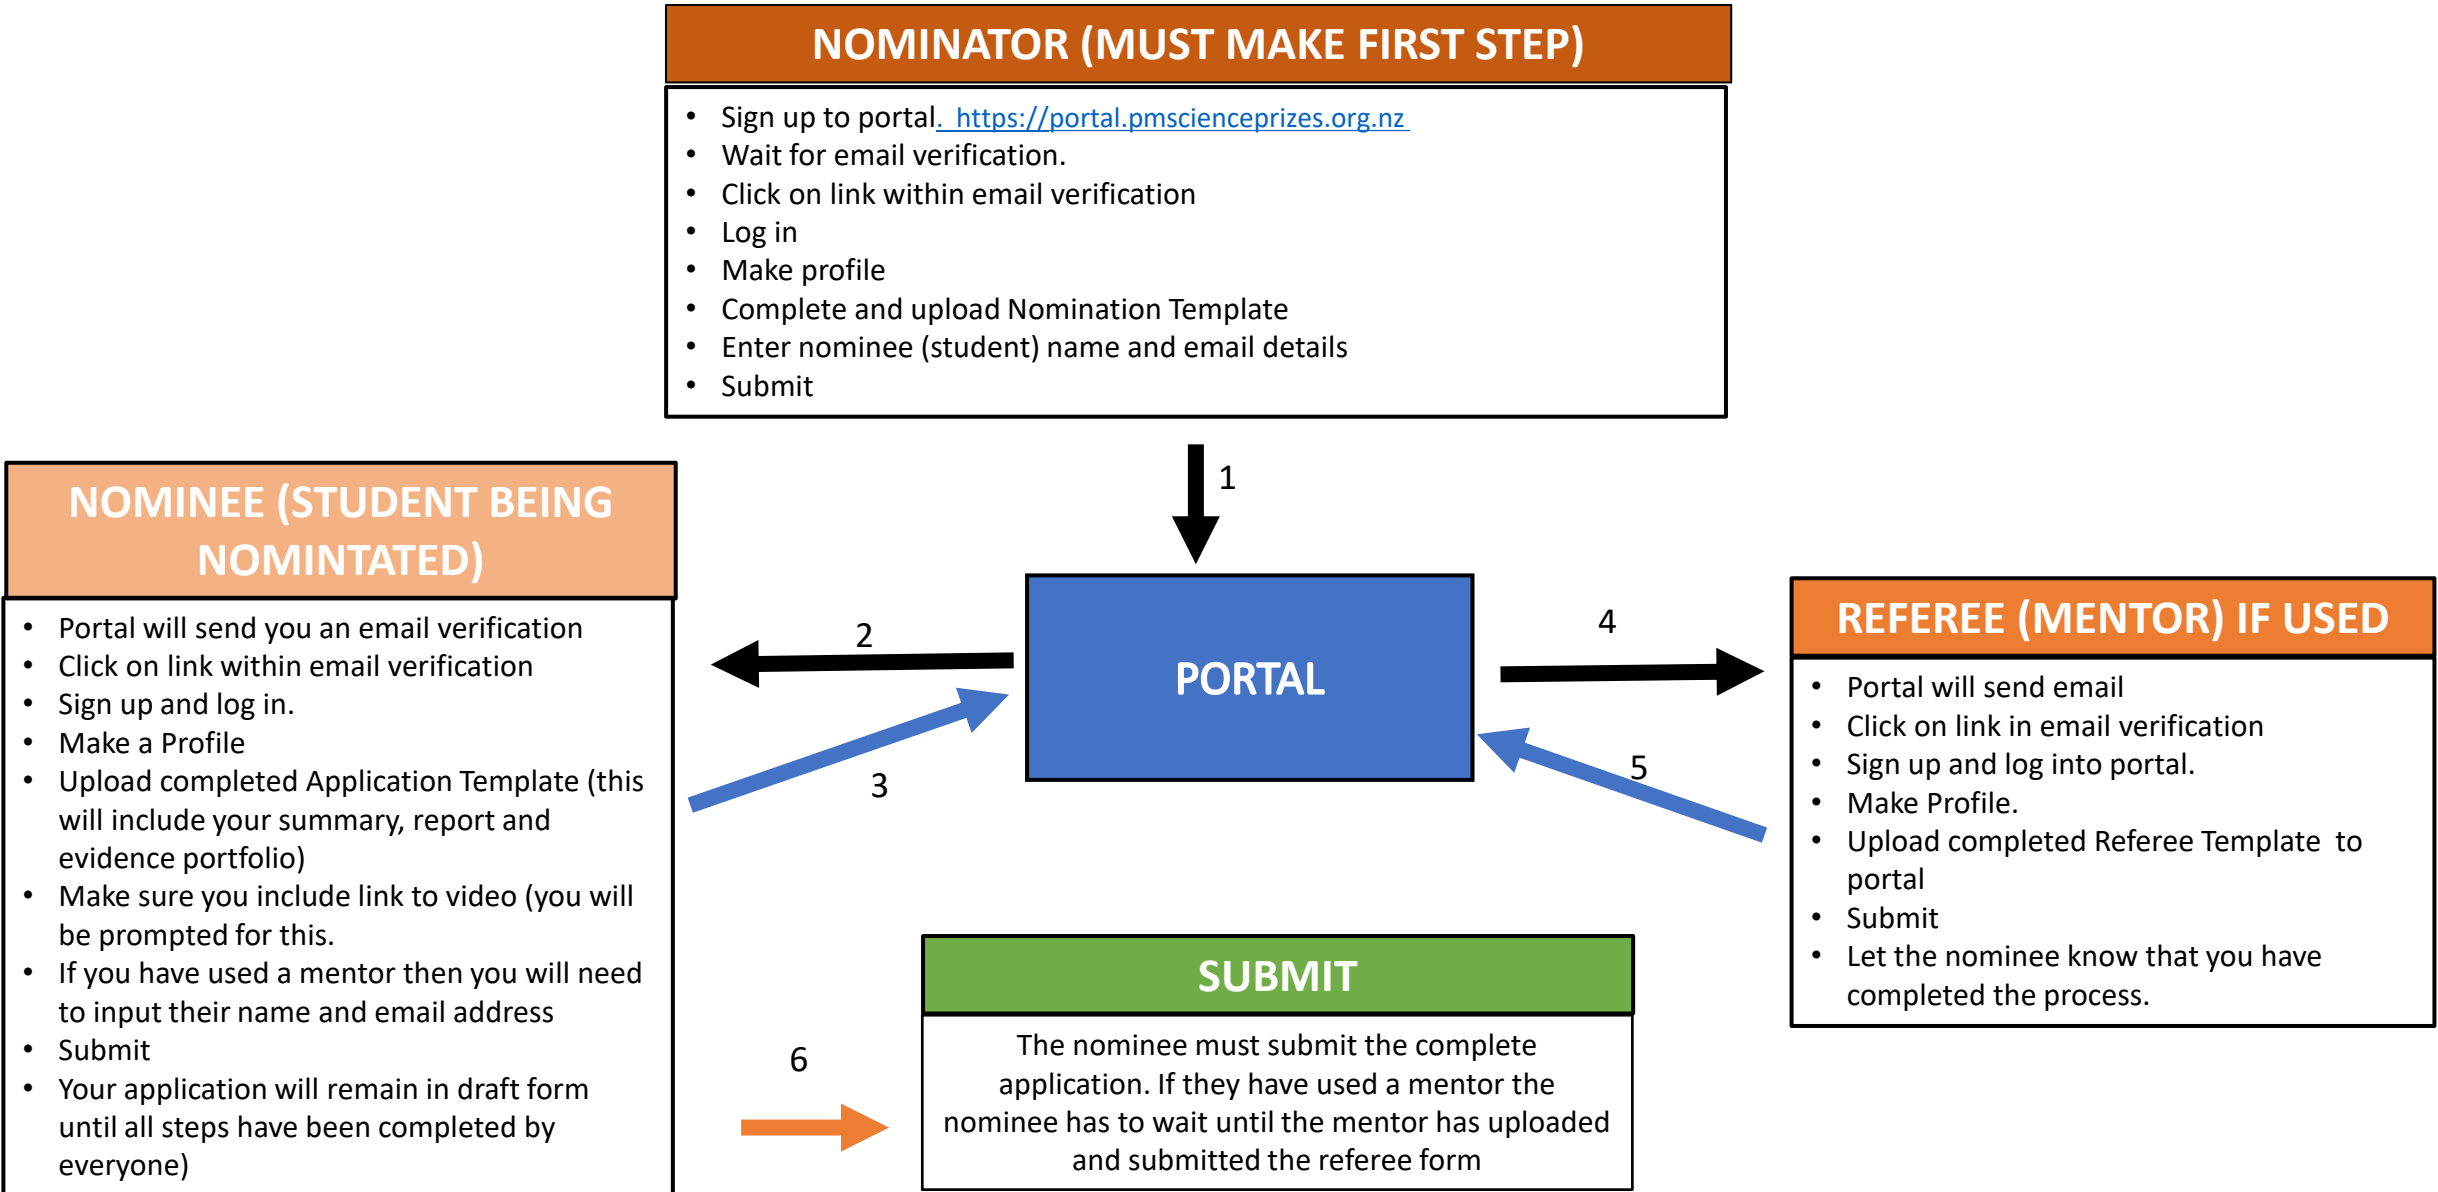 NOMINATOR (MUST MAKE FIRST STEP)
• Sign up to portal.  https://portal.pmscienceprizes.org.nz
• Wait for email verification.
• Click on link within email verification
• Log in
• Make profile
• Complete and upload Nomination Template
• Enter nominee (student) name and email details
• Submit
1
NOMINEE (STUDENT BEING
NOMINTATED)
• Portal will send you an email verification
• Click on link within email verification
• Sign up and log in.
• Make a Profile
• Upload completed Application Template (this
will include your summary, report and
evidence portfolio)
• Make sure you include link to video (you will
be prompted for this.
• If you have used a mentor then you will need
to input their name and email address
• Submit
• Your application will remain in draft form
until all steps have been completed by
everyone)
2
3
PORTAL
4
5
REFEREE (MENTOR) IF USED
• Portal will send email
• Click on link in email verification
• Sign up and log into portal.
• Make Profile.
• Upload completed Referee Template  to
portal
• Submit
• Let the nominee know that you have
completed the process.
6
SUBMIT
The nominee must submit the complete
application. If they have used a mentor the
nominee has to wait until the mentor has uploaded
and submitted the referee form